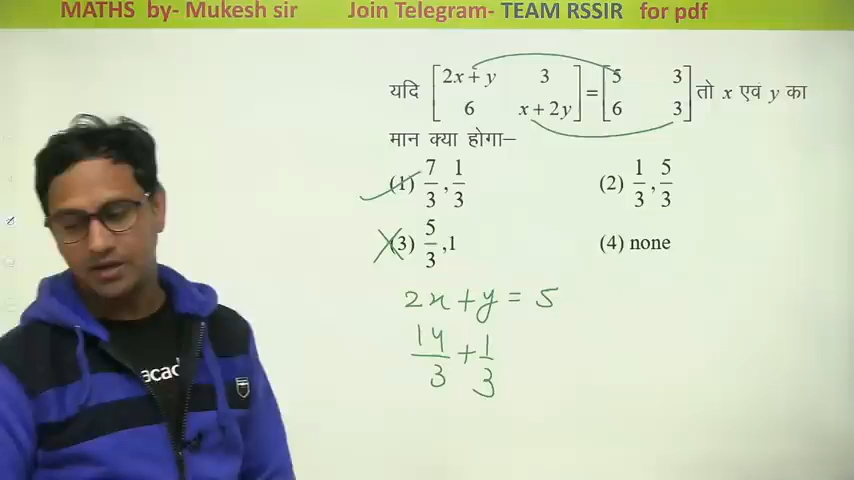 MATHS by- Mukesh sir Join Telegram- TEAM RSSIR for pdf
यदि [2x+y 3 6 x+2y] = [5 3 6 3] तो x एवं y का
मान क्या होगा–
(1) 7/3, 1/3 (2) 1/3, 5/3
(3) 5/3, 1 (4) none
2x+y = 5
14/3 + 1/3
acad